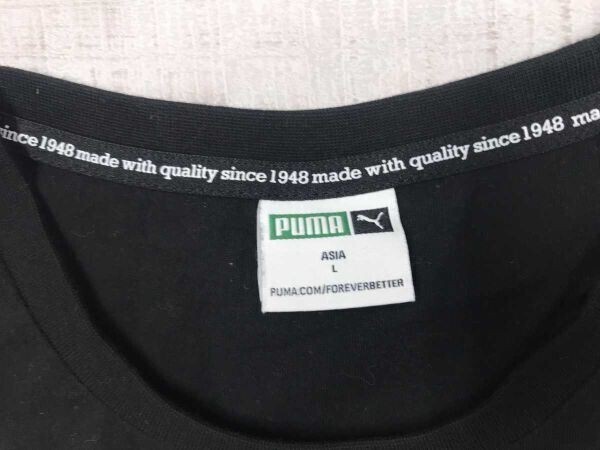 since 1948 made with quality since 1948 made with quality since 1948 ma
PUMA
ASIA
L
PUMA.COM/FOREVERBETTER